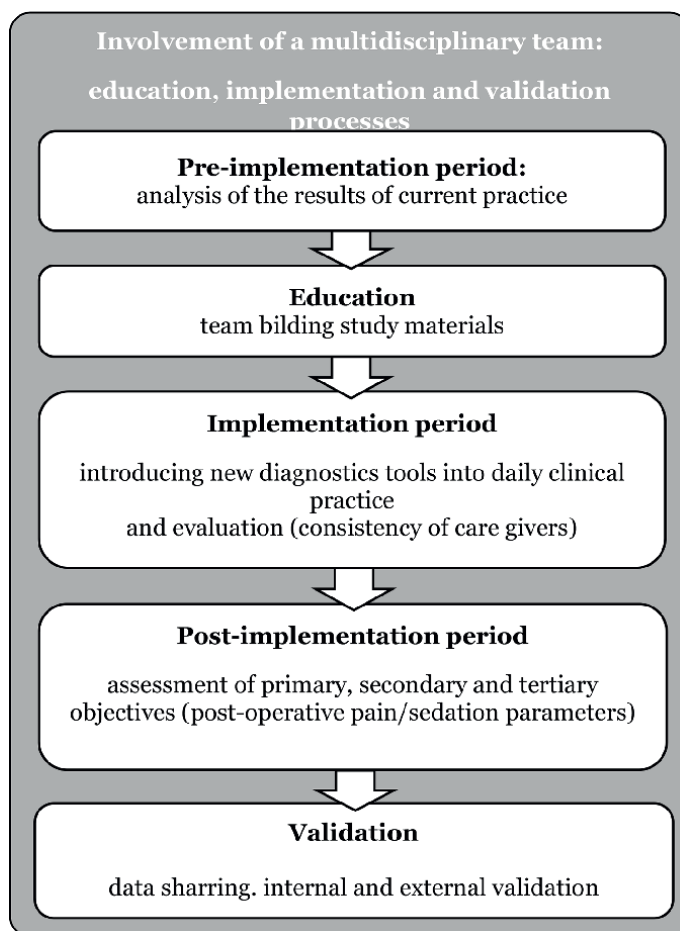 Involvement of a multidisciplinary team:
education, implementation and validation
processes
Pre-implementation period:
analysis of the results of current practice
Education
team bilding study materials
Implementation period
introducing new diagnostics tools into daily clinical
practice
and evaluation (consistency of care givers)
Post-implementation period
assessment of primary, secondary and tertiary
objectives (post-operative pain/sedation parameters)
Validation
data sharring. internal and external validation